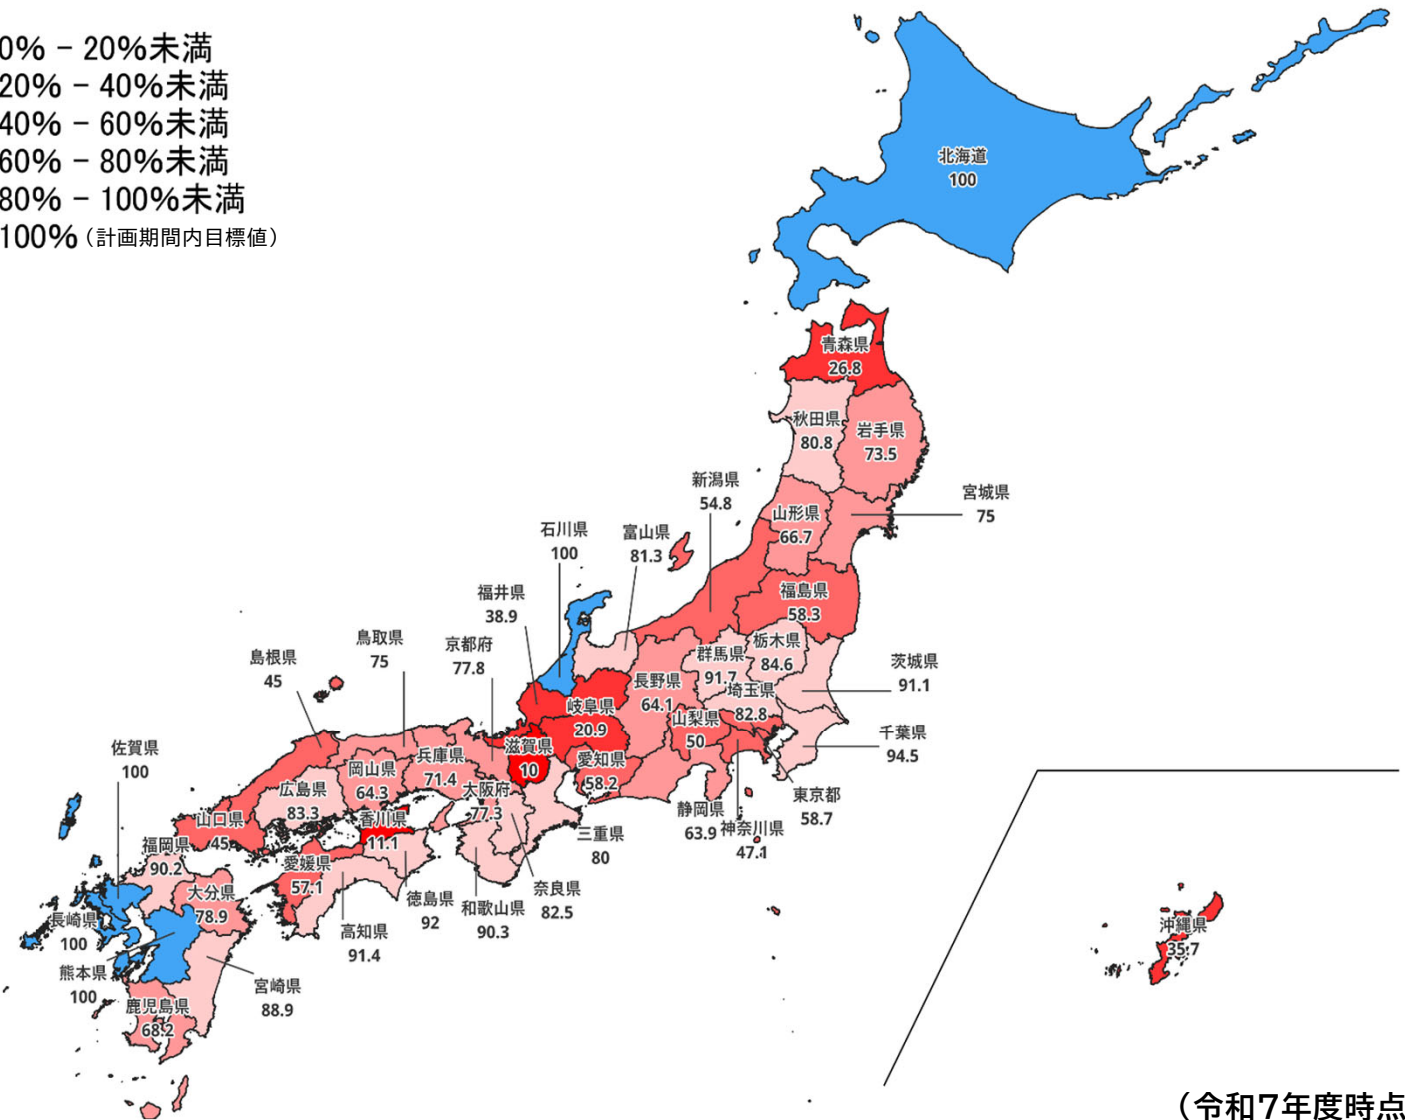 0% - 20%未満
20% - 40%未満
40% - 60%未満
60% - 80%未満
80% - 100%未満
100%（計画期間内目標値）
北海道
100
青森県
26.8
秋田県
80.8
岩手県
73.5
新潟県
54.8
宮城県
75
山形県
66.7
石川県
100
富山県
81.3
福島県
58.3
福井県
38.9
鳥取県
75
京都府
77.8
島根県
45
栃木県
84.6
群馬県
91.7
茨城県
91.1
長野県
64.1
埼玉県
82.8
岐阜県
20.9
山梨県
50
千葉県
94.5
佐賀県
100
滋賀県
10
兵庫県
71.4
愛知県
58.2
岡山県
64.3
広島県
83.3
大阪府
77.3
東京都
58.7
静岡県
63.9
神奈川県
47.1
山口県
45
香川県
11.1
三重県
80
福岡県
90.2
愛媛県
57.1
奈良県
82.5
大分県
78.9
徳島県
92
和歌山県
90.3
長崎県
100
高知県
91.4
沖縄県
35.7
熊本県
100
宮崎県
88.9
鹿児島県
68.2
（令和7年度時点